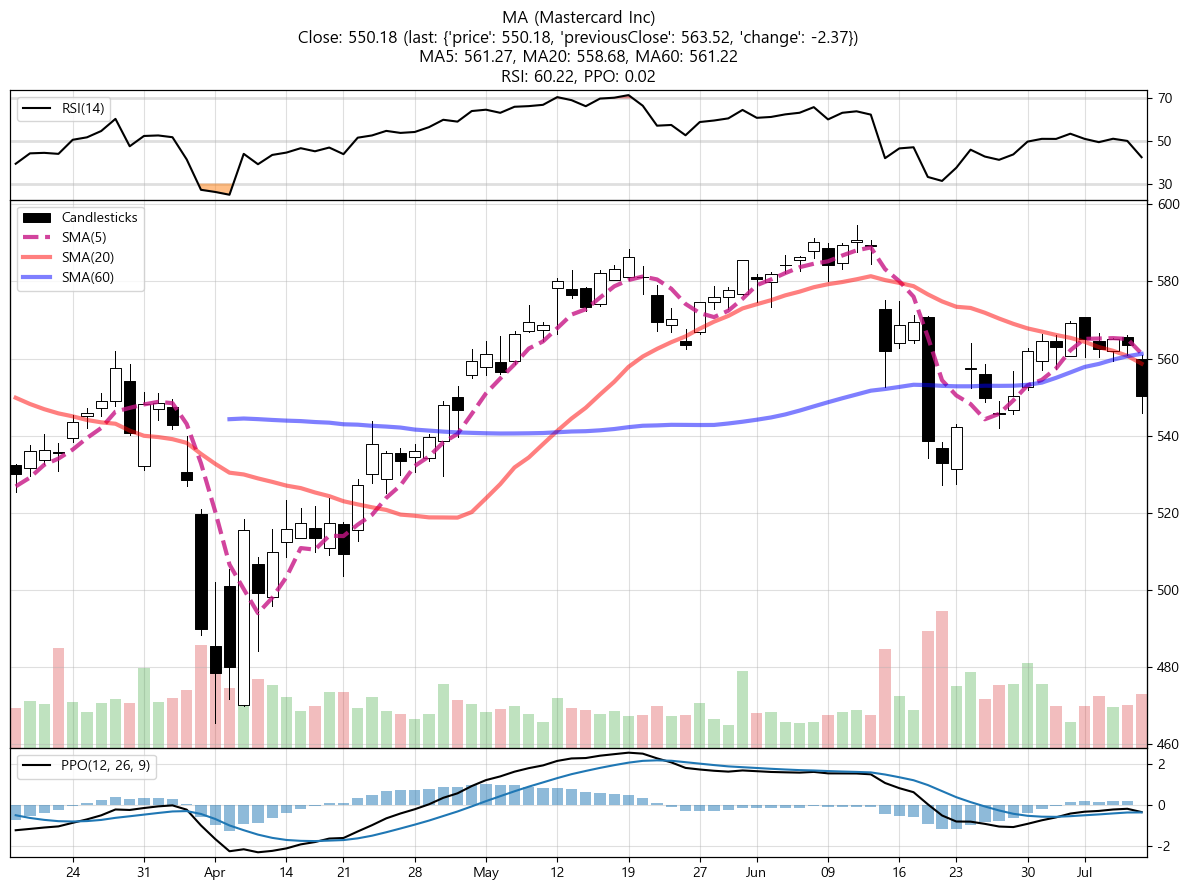 MA (Mastercard Inc)
Close: 550.18 (last: {'price': 550.18, 'previousClose': 563.52, 'change': -2.37})
MA5: 561.27, MA20: 558.68, MA60: 561.22
RSI: 60.22, PPO: 0.02
RSI(14)
70
50
30
Candlesticks
SMA(5)
SMA(20)
SMA(60)
600
580
560
540
520
500
480
460
PPO(12, 26, 9)
2
0
-2
24 31 Apr 14 21 28 May 12 19 27 Jun 09 16 23 30 Jul